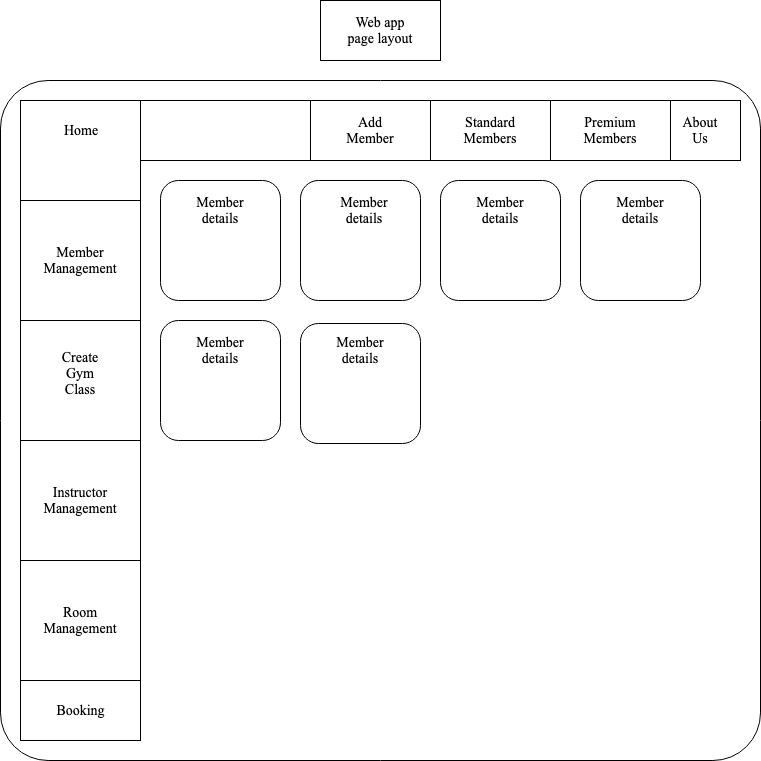 Web app
page layout
Home
Add
Member
Standard
Members
Premium
Members
About
Us
Member
details
Member
details
Member
details
Member
details
Member
Management
Member
details
Member
details
Create
Gym
Class
Instructor
Management
Room
Management
Booking